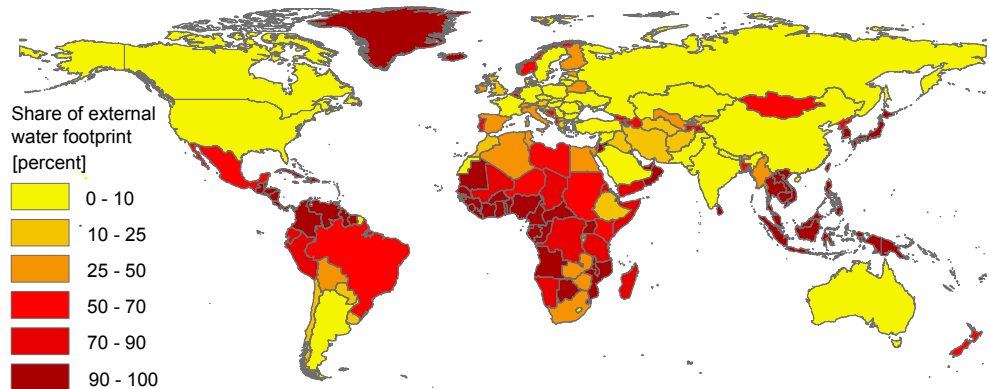 Share of external
water footprint
[percent]
0 - 10
10 - 25
25 - 50
50 - 70
70 - 90
90 - 100